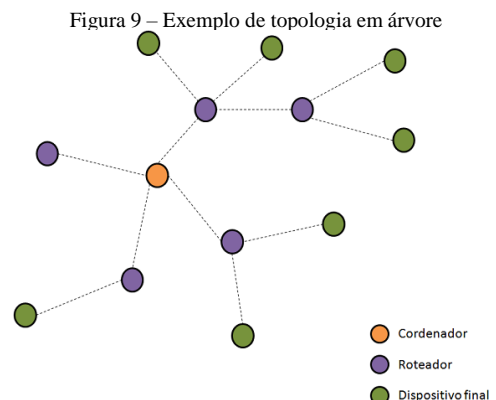 Figura 9 – Exemplo de topologia em árvore
Cordenador
Roteador
Dispositivo final